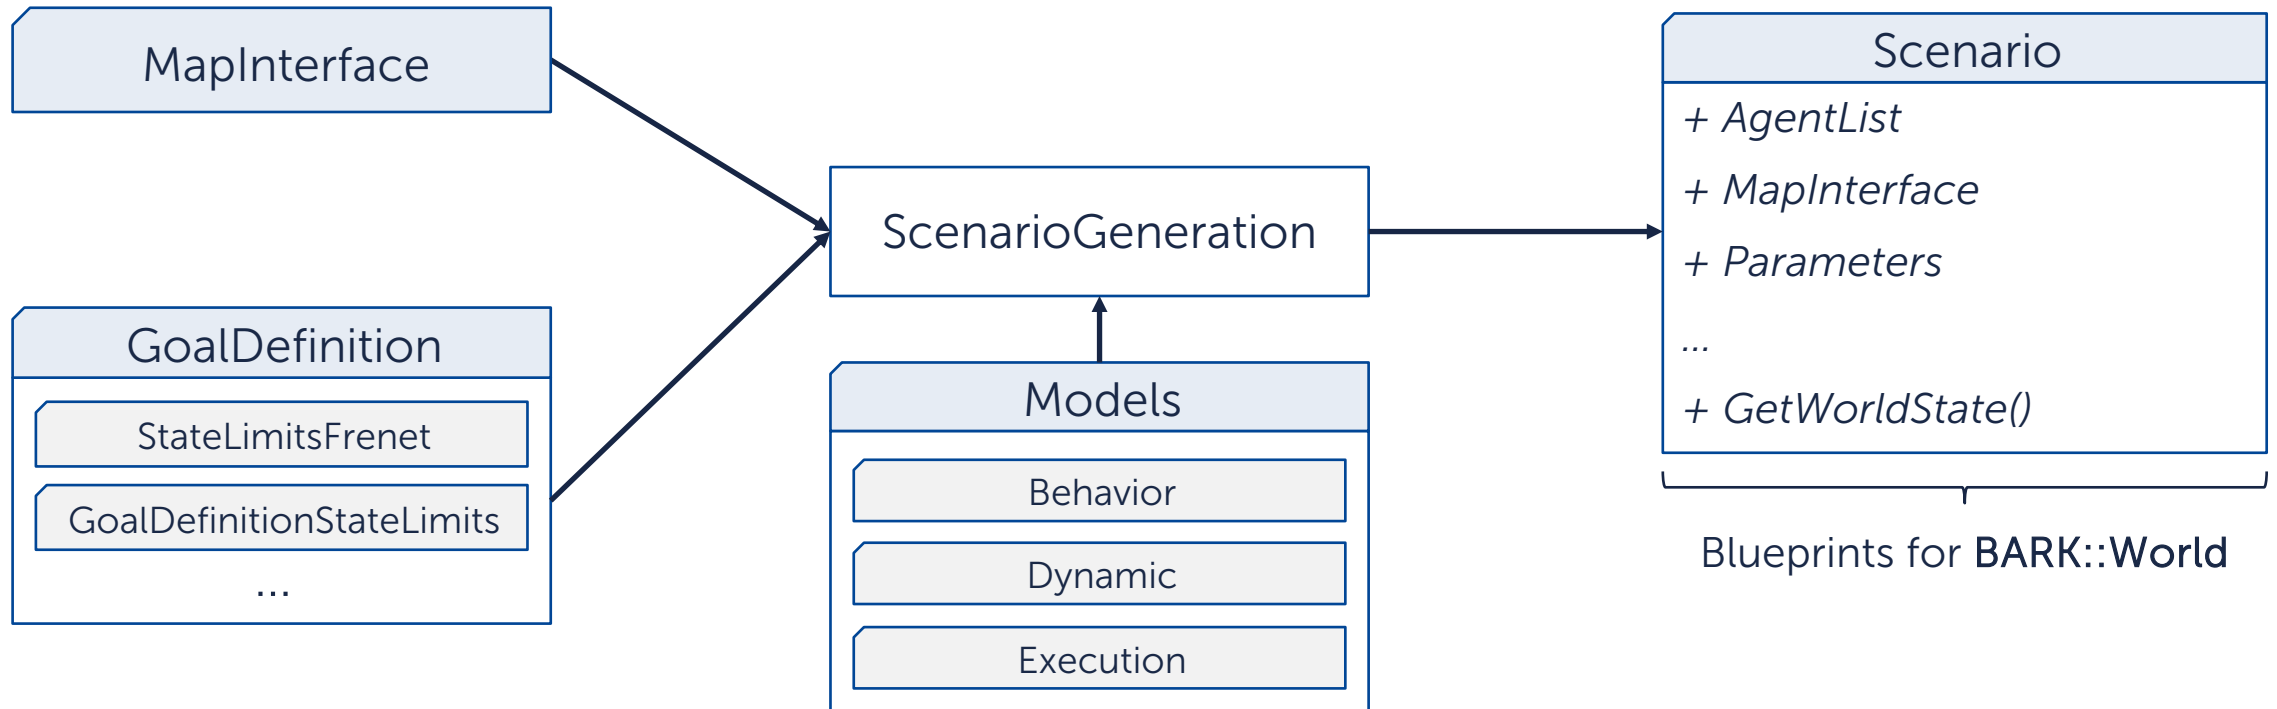 MapInterface
GoalDefinition
StateLimitsFrenet
GoalDefinitionStateLimits
...
ScenarioGeneration
Models
Behavior
Dynamic
Execution
Scenario
+ AgentList
+ MapInterface
+ Parameters
...
+ GetWorldState()
Blueprints for BARK::World